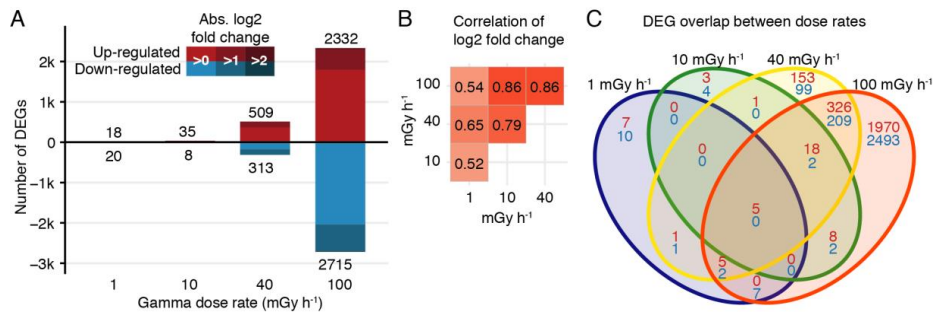 A
Abs. log2
fold change
Up-regulated
Down-regulated
>0 >1 >2
Number of DEGs
2k
1k
0
−1k
−2k
−3k
18
20
35
8
509
313
2332
2715
1
10
40
100
Gamma dose rate (mGy h⁻¹)
B
Correlation of
log2 fold change
mGy h⁻¹
100
40
10
0.54 0.86 0.86
0.65 0.79
0.52
1 10 40
mGy h⁻¹
C
DEG overlap between dose rates
1 mGy h⁻¹
10 mGy h⁻¹
40 mGy h⁻¹
100 mGy h⁻¹
7
10
3
4
153
99
1970
2493
0
0
1
0
326
209
0
0
18
2
5
0
1
1
8
2
5
2
0
0
0
7